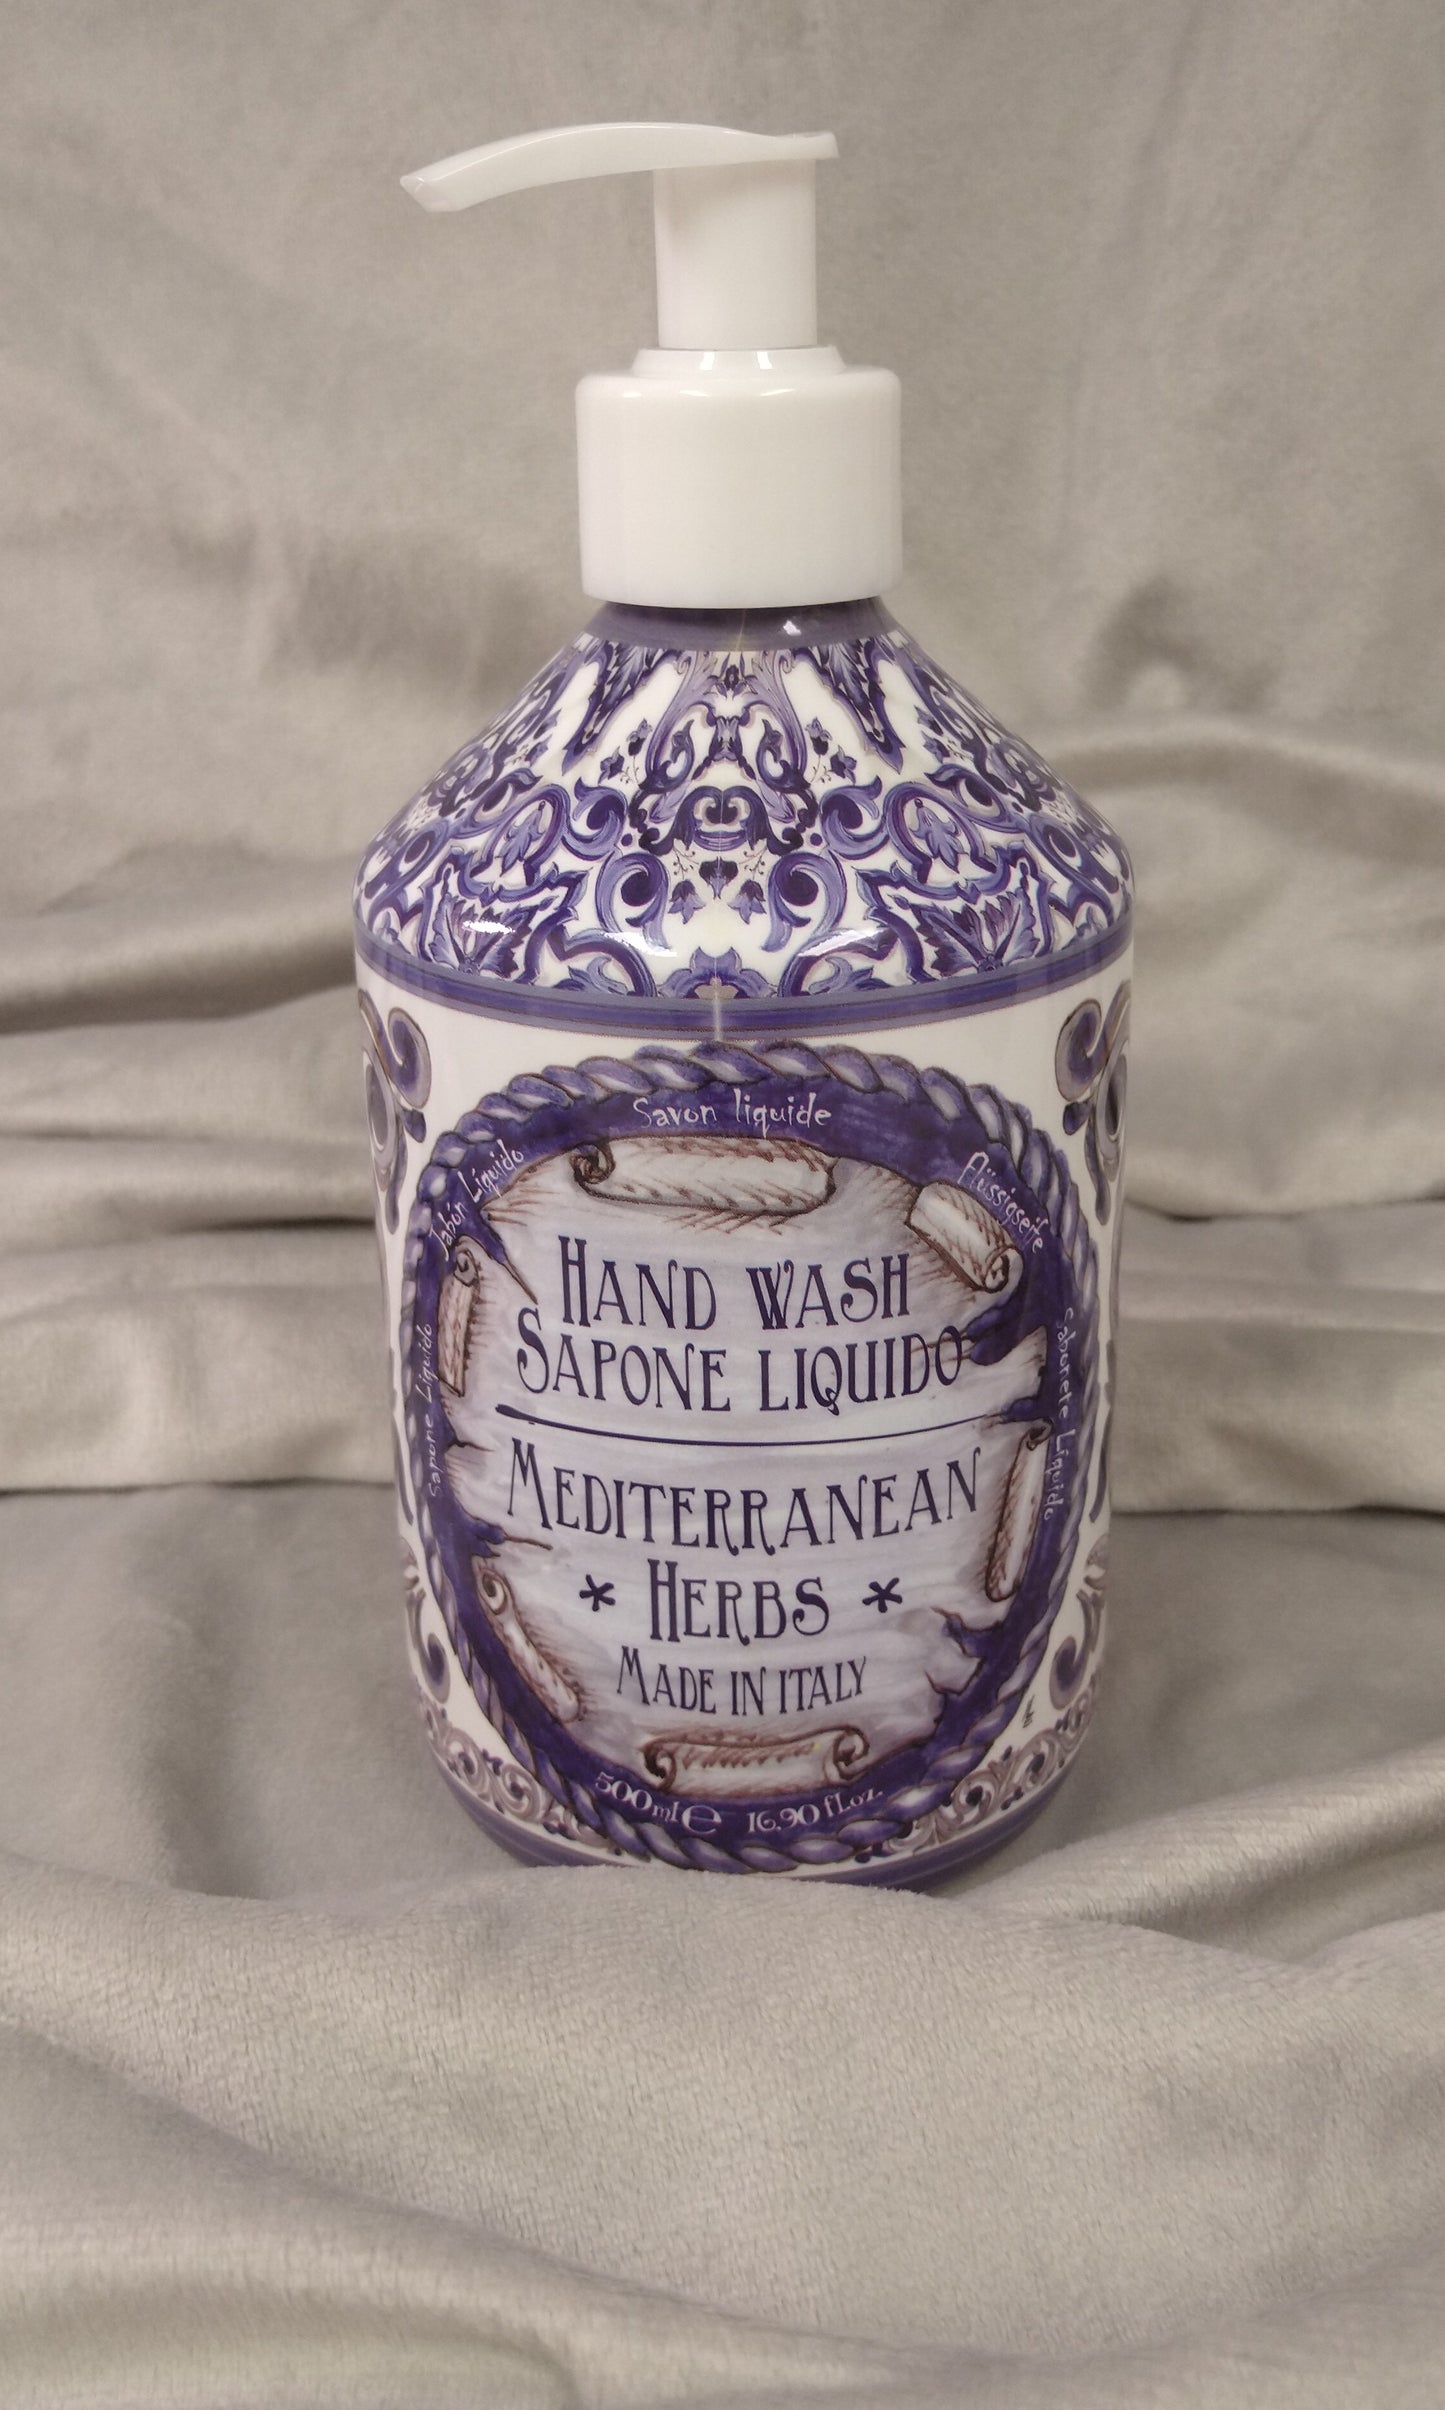 Savon liquide
Jabón Líquido
Flüssigseife
Sapone Liquido
Sabonete Líquido
HAND WASH
SAPONE LIQUIDO
MEDITERRANEAN
* HERBS *
MADE IN ITALY
500ml e 16.90 fl.oz.